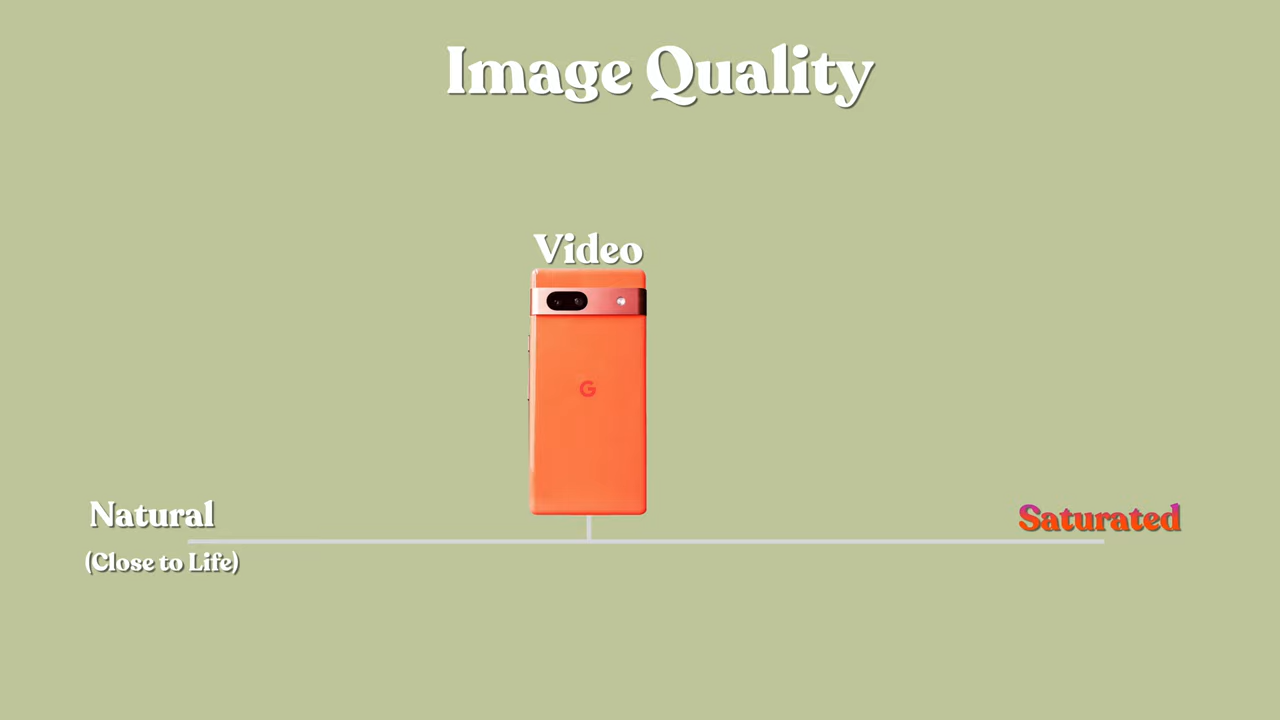 Image Quality
Video
G
Natural
Saturated
(Close to Life)